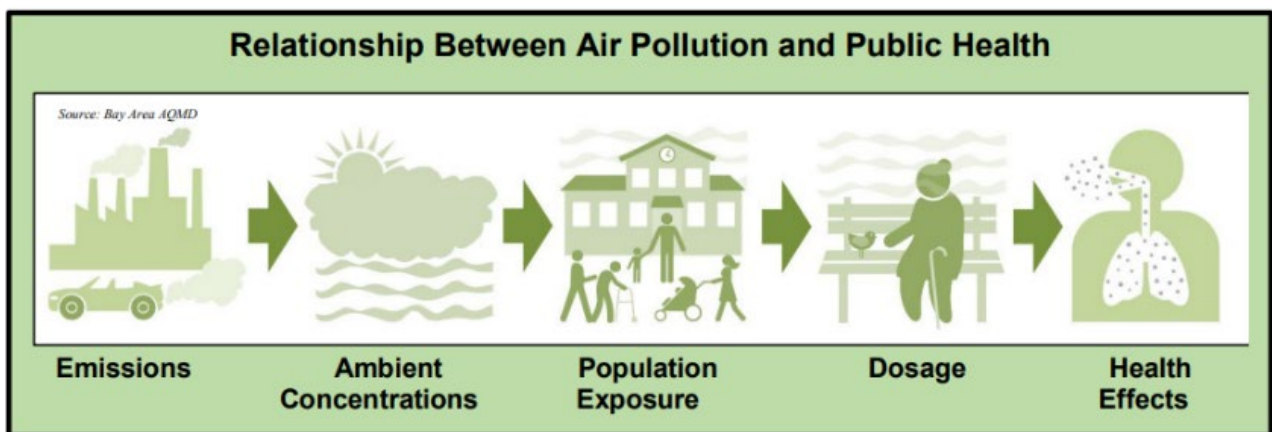 Relationship Between Air Pollution and Public Health
Source: Bay Area AQMD
Emissions
Ambient
Concentrations
Population
Exposure
Dosage
Health
Effects